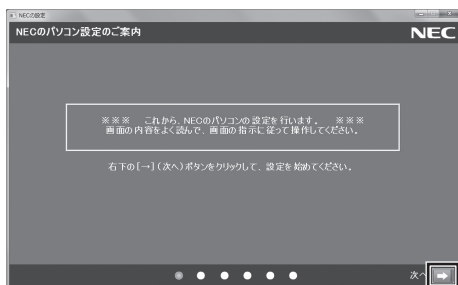 NECの設定
NECのパソコン設定のご案内
NEC
※※※　これから、NECのパソコンの設定を行います。　※※※
画面の内容をよく読んで、画面の指示に従って操作してください。
右下の[→](次へ)ボタンをクリックして、設定を始めてください。
次へ